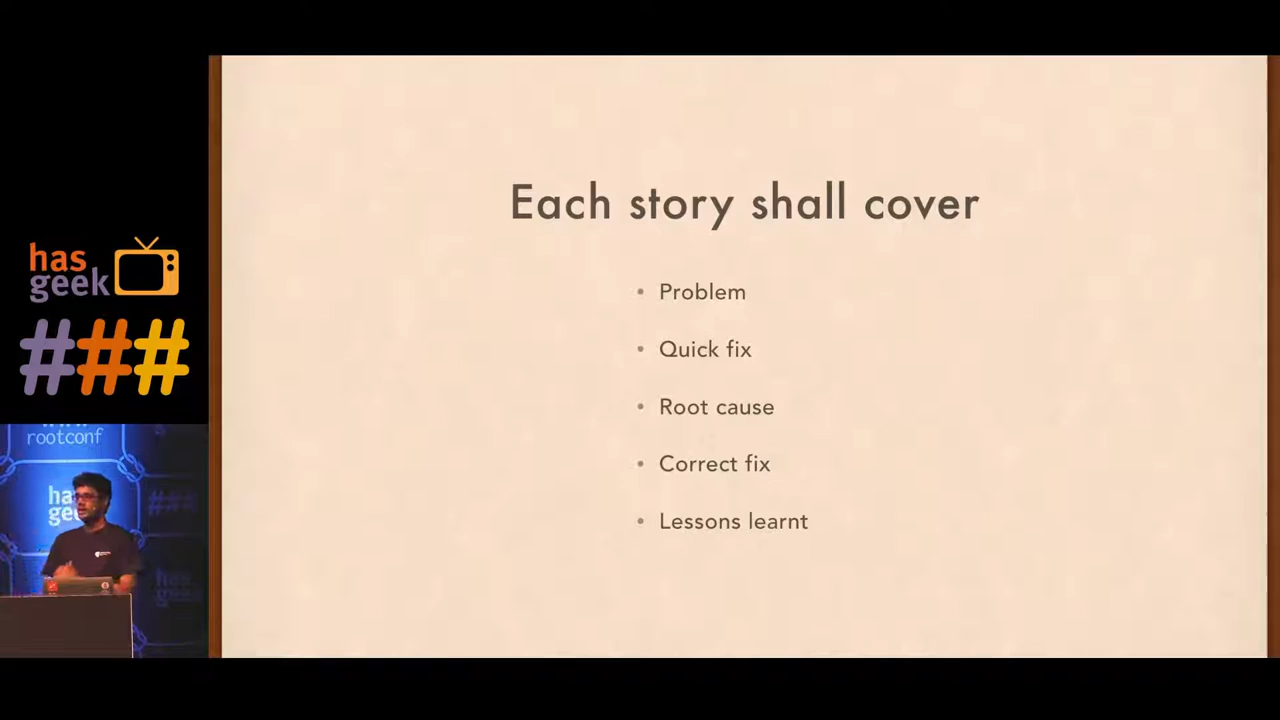 Each story shall cover
• Problem
• Quick fix
• Root cause
• Correct fix
• Lessons learnt
has
geek
###
rootconf
###